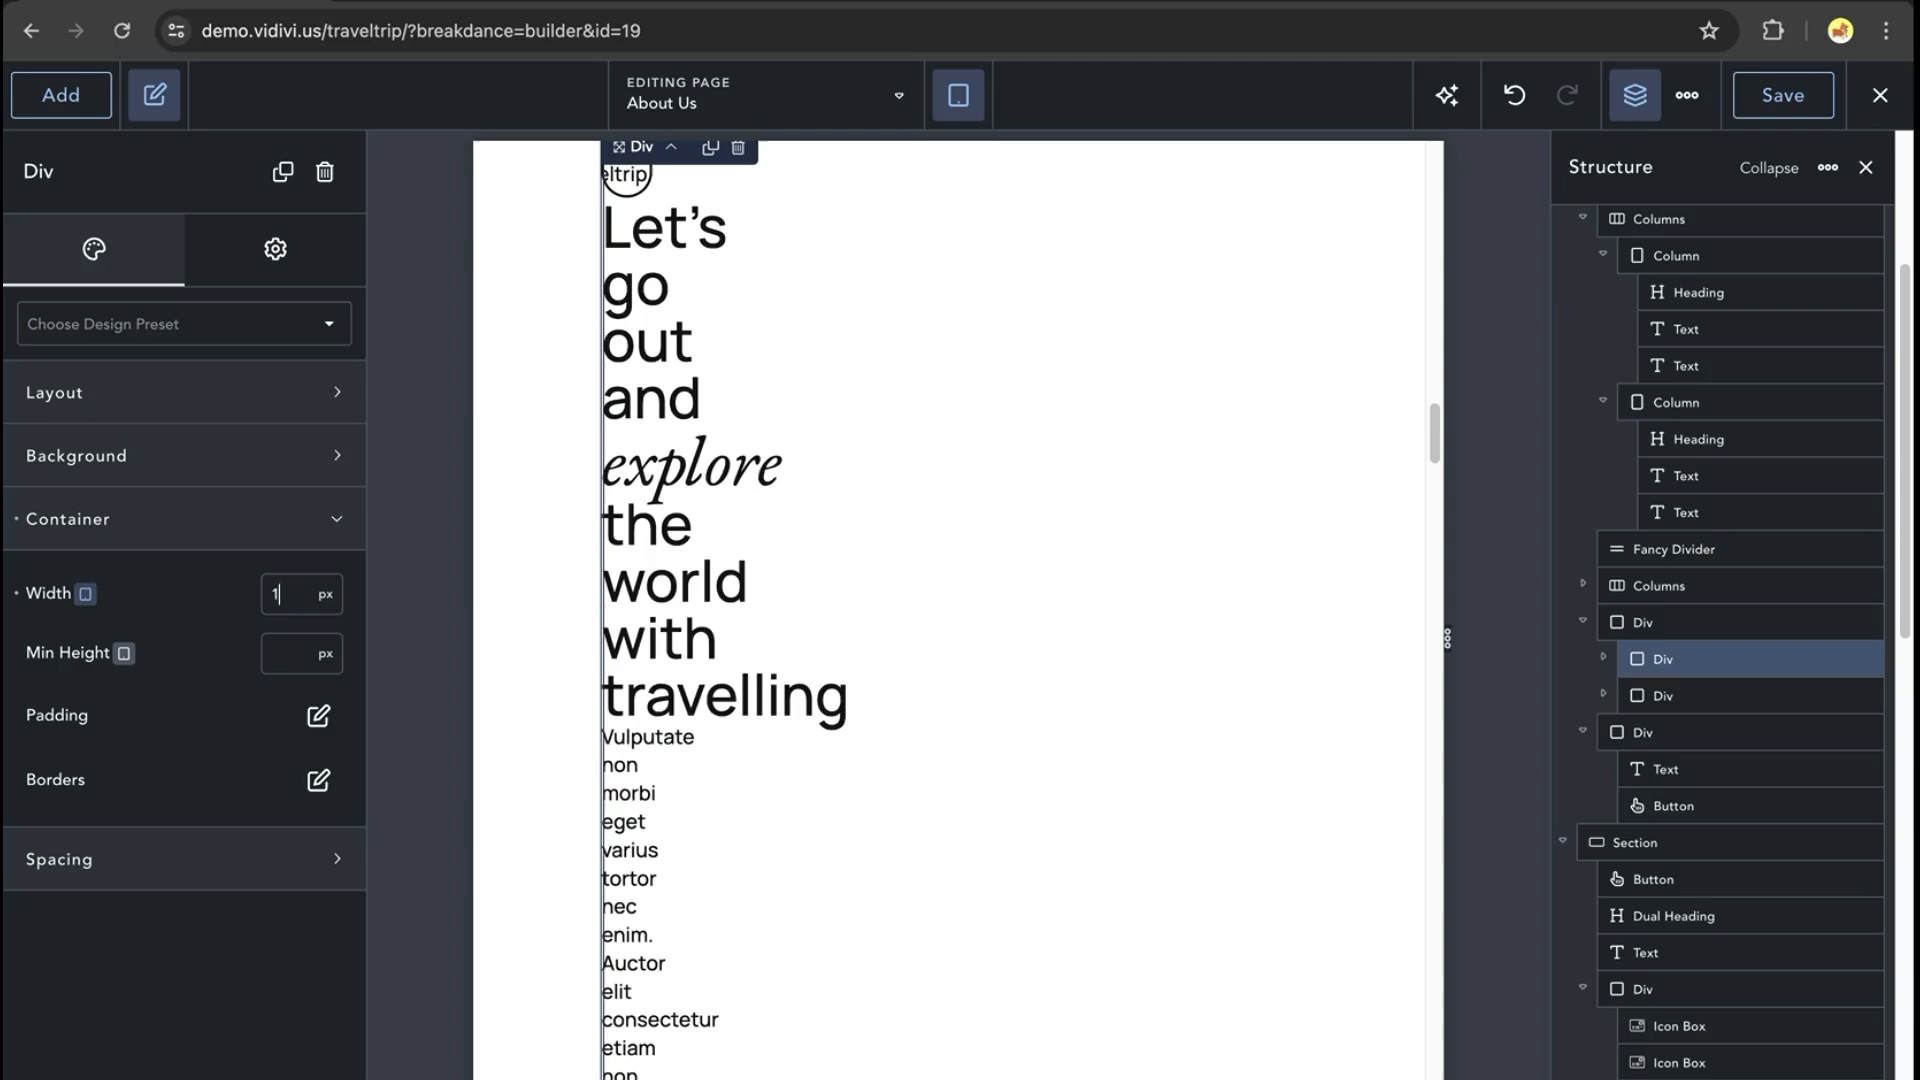 demo.vidivi.us/traveltrip/?breakdance=builder&id=19
Add
EDITING PAGE
About Us
Save
Div
Choose Design Preset
Layout
Background
Container
Width
1
px
Min Height
px
Padding
Borders
Spacing
Div
eltrip
Let's
go
out
and
explore
the
world
with
travelling
Vulputate
non
morbi
eget
varius
tortor
nec
enim.
Auctor
elit
consectetur
etiam
non
Structure
Collapse
Columns
Column
Heading
Text
Text
Column
Heading
Text
Text
Fancy Divider
Columns
Div
Div
Div
Div
Text
Button
Section
Button
Dual Heading
Text
Div
Icon Box
Icon Box